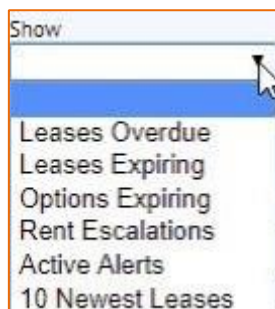 Show
Leases Overdue
Leases Expiring
Options Expiring
Rent Escalations
Active Alerts
10 Newest Leases